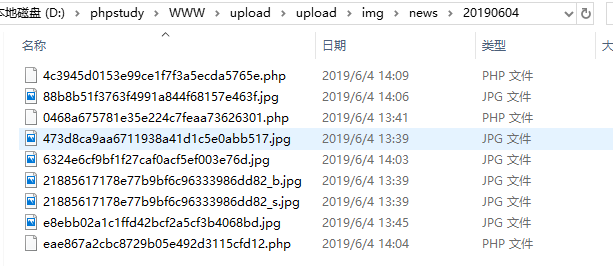 本地磁盘 (D:) > phpstudy > WWW > upload > upload > img > news > 20190604
名称 日期 类型
4c3945d0153e99ce1f7f3a5ecda5765e.php 2019/6/4 14:09 PHP 文件
88b8b51f3763f4991a844f68157e463f.jpg 2019/6/4 14:06 JPG 文件
0468a675781e35e224c7feaa73626301.php 2019/6/4 13:41 PHP 文件
473d8ca9aa6711938a41d1c5e0abb517.jpg 2019/6/4 13:39 JPG 文件
6324e6cf9bf1f27caf0acf5ef003e76d.jpg 2019/6/4 14:03 JPG 文件
21885617178e77b9bf6c96333986dd82_b.jpg 2019/6/4 13:39 JPG 文件
21885617178e77b9bf6c96333986dd82_s.jpg 2019/6/4 13:39 JPG 文件
e8ebb02a1c1ffd42bcf2a5cf3b4068bd.jpg 2019/6/4 13:45 JPG 文件
eae867a2cbc8729b05e492d3115cfd12.php 2019/6/4 14:04 PHP 文件